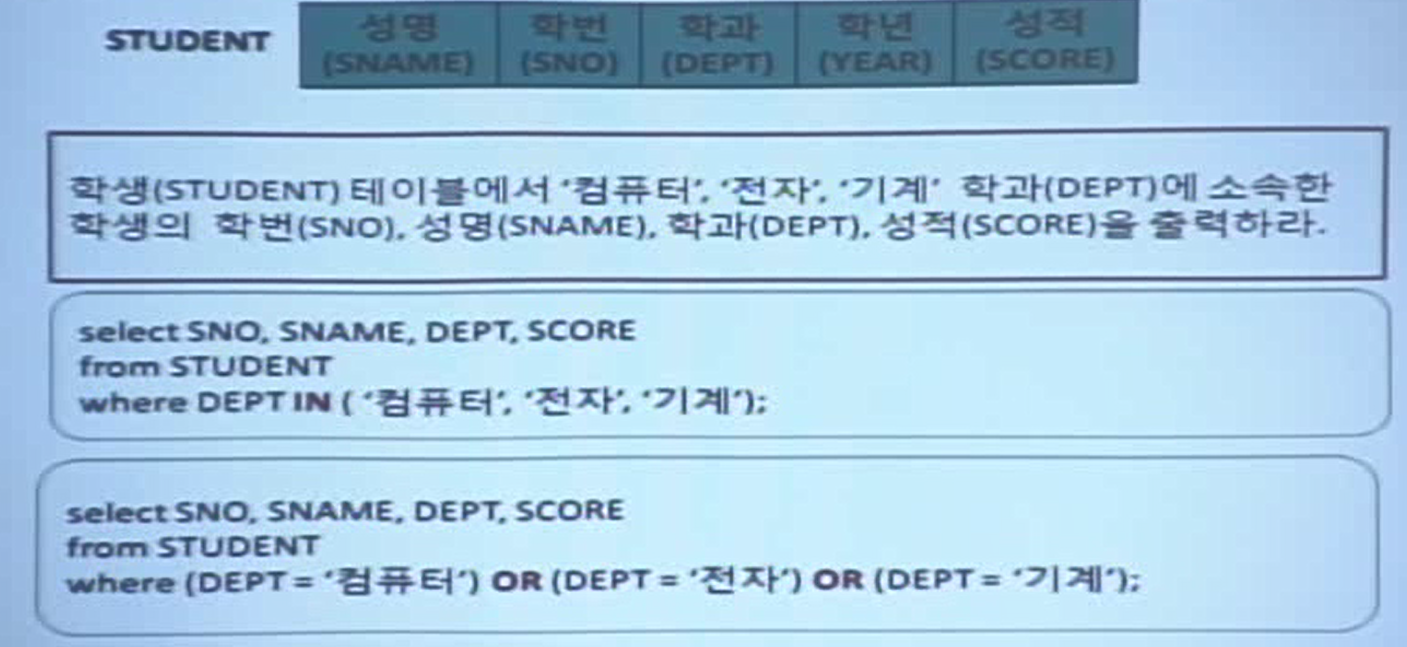 STUDENT
성명 학번 학과 학년 성적
(SNAME) (SNO) (DEPT) (YEAR) (SCORE)
학생(STUDENT) 테이블에서 ‘컴퓨터’, ‘전자’, ‘기계’ 학과(DEPT)에 소속한
학생의 학번(SNO), 성명(SNAME), 학과(DEPT), 성적(SCORE)을 출력하라.
select SNO, SNAME, DEPT, SCORE
from STUDENT
where DEPT IN ( ‘컴퓨터’, ‘전자’, ‘기계’);
select SNO, SNAME, DEPT, SCORE
from STUDENT
where (DEPT = ‘컴퓨터’) OR (DEPT = ‘전자’) OR (DEPT = ‘기계’);